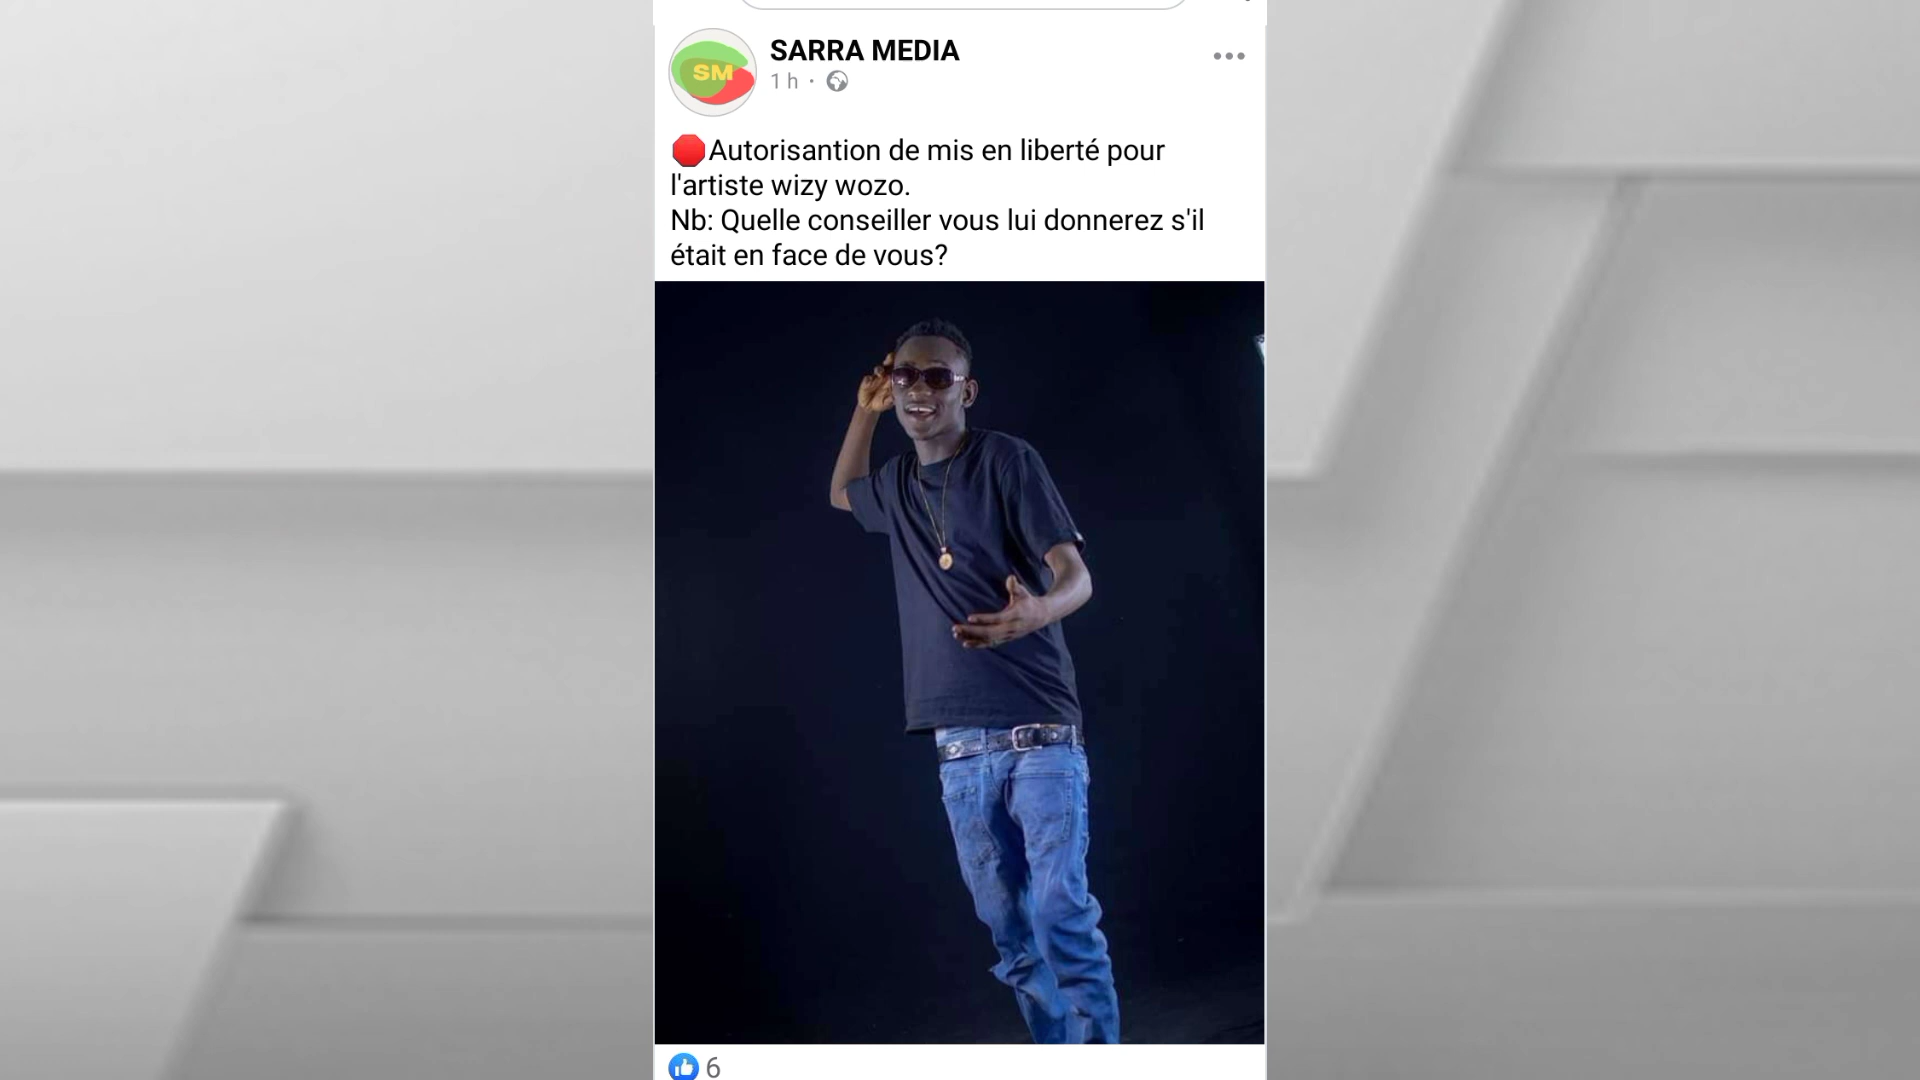 SARRA MEDIA
SM
1 h ·
Autorisantion de mis en liberté pour
l'artiste wizy wozo.
Nb: Quelle conseiller vous lui donnerez s'il
était en face de vous?
6